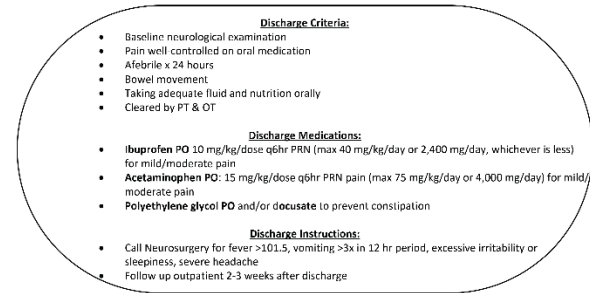 Discharge Criteria:
• Baseline neurological examination
• Pain well-controlled on oral medication
• Afebrile x 24 hours
• Bowel movement
• Taking adequate fluid and nutrition orally
• Cleared by PT & OT
Discharge Medications:
• Ibuprofen PO 10 mg/kg/dose q6hr PRN (max 40 mg/kg/day or 2,400 mg/day, whichever is less)
for mild/moderate pain
• Acetaminophen PO: 15 mg/kg/dose q6hr PRN pain (max 75 mg/kg/day or 4,000 mg/day) for mild/
moderate pain
• Polyethylene glycol PO and/or docusate to prevent constipation
Discharge Instructions:
• Call Neurosurgery for fever >101.5, vomiting >3x in 12 hr period, excessive irritability or
sleepiness, severe headache
• Follow up outpatient 2-3 weeks after discharge